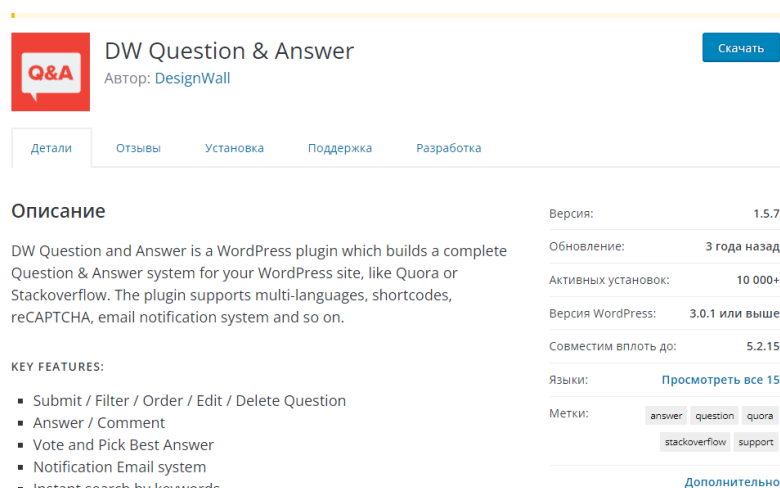 DW Question & Answer
Скачать
Q&A
Автор: DesignWall
Детали
Отзывы
Установка
Поддержка
Разработка
Описание
DW Question and Answer is a WordPress plugin which builds a complete
Question & Answer system for your WordPress site, like Quora or
Stackoverflow. The plugin supports multi-languages, shortcodes,
reCAPTCHA, email notification system and so on.
KEY FEATURES:
Submit / Filter / Order / Edit / Delete Question
Answer / Comment
Vote and Pick Best Answer
Notification Email system
Instant search by keywords
Версия: 1.5.7
Обновление: 3 года назад
Активных установок: 10 000+
Версия WordPress: 3.0.1 или выше
Совместим вплоть до: 5.2.15
Языки: Просмотреть все 15
Метки: answer question quora
stackoverflow support
Дополнительно